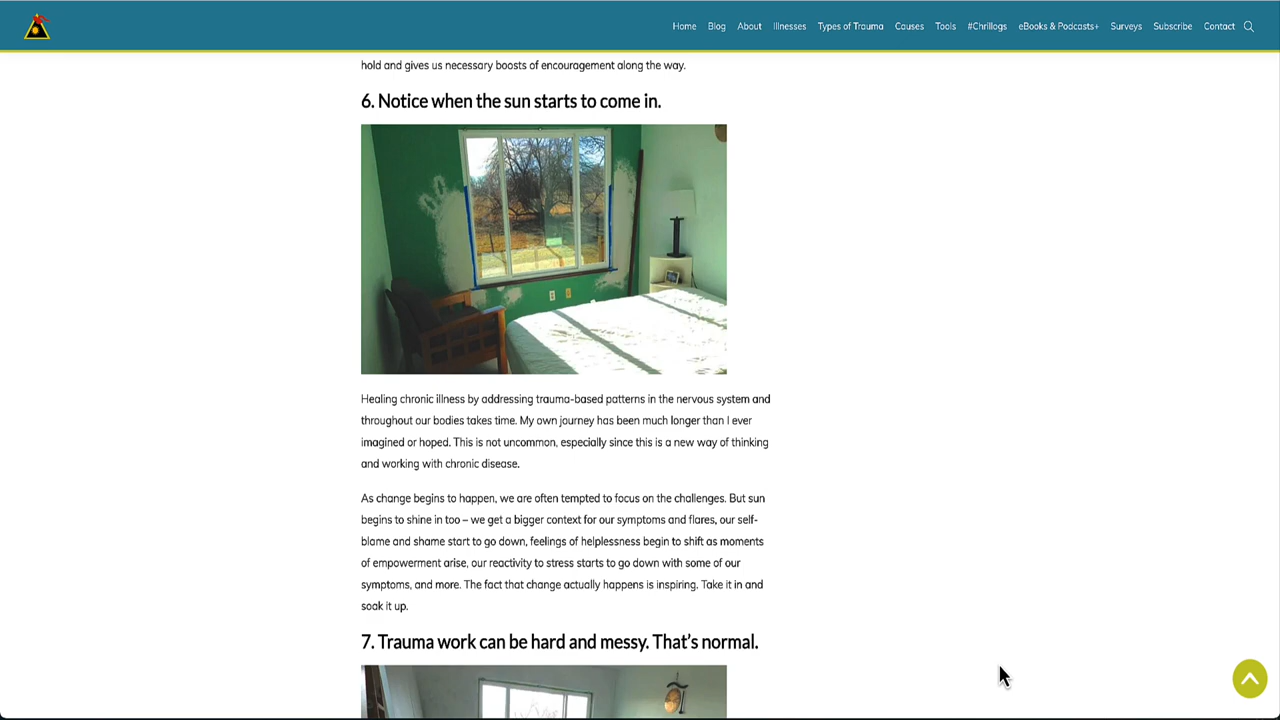 Home Blog About Illnesses Types of Trauma Causes Tools #Chrillogs eBooks & Podcasts+ Surveys Subscribe Contact
hold and gives us necessary boosts of encouragement along the way.
6. Notice when the sun starts to come in.
Healing chronic illness by addressing trauma-based patterns in the nervous system and
throughout our bodies takes time. My own journey has been much longer than I ever
imagined or hoped. This is not uncommon, especially since this is a new way of thinking
and working with chronic disease.
As change begins to happen, we are often tempted to focus on the challenges. But sun
begins to shine in too – we get a bigger context for our symptoms and flares, our self-
blame and shame start to go down, feelings of helplessness begin to shift as moments
of empowerment arise, our reactivity to stress starts to go down with some of our
symptoms, and more. The fact that change actually happens is inspiring. Take it in and
soak it up.
7. Trauma work can be hard and messy. That's normal.